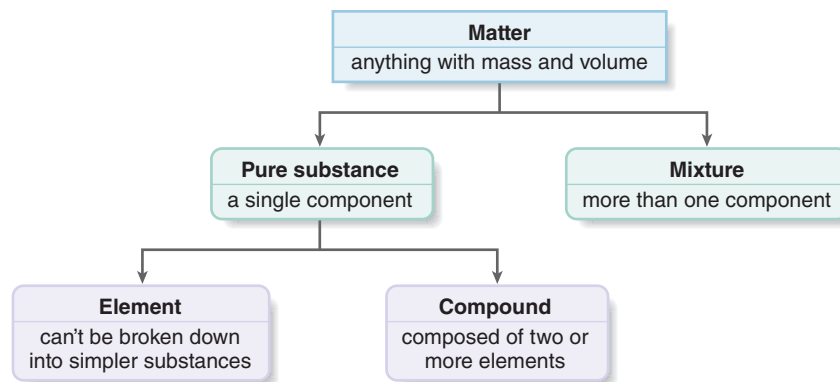 Matter
anything with mass and volume
Pure substance
a single component
Mixture
more than one component
Element
can't be broken down
into simpler substances
Compound
composed of two or
more elements